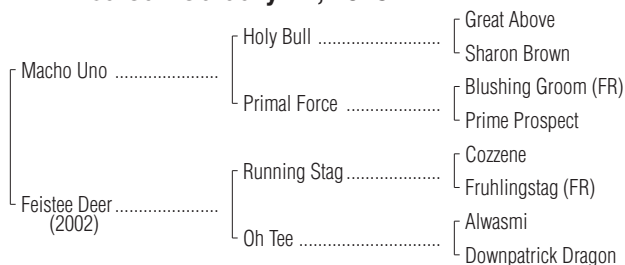 Great Above
Holy Bull ............................
Sharon Brown
Macho Uno .....................
Blushing Groom (FR)
Primal Force .....................
Prime Prospect
Cozzene
Running Stag ......................
Fruhlingstag (FR)
Feistee Deer .....................
(2002)
Alwasmi
Oh Tee ................................
Downpatrick Dragon